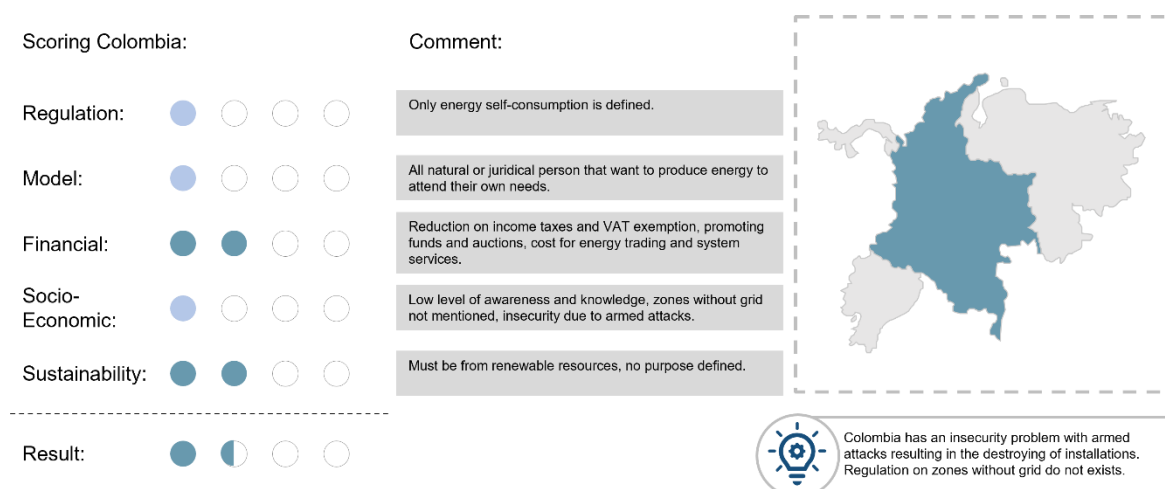 Scoring Colombia:
Comment:
Regulation:
Only energy self-consumption is defined.
Model:
All natural or juridical person that want to produce energy to
attend their own needs.
Financial:
Reduction on income taxes and VAT exemption, promoting
funds and auctions, cost for energy trading and system
services.
Socio-
Economic:
Low level of awareness and knowledge, zones without grid
not mentioned, insecurity due to armed attacks.
Sustainability:
Must be from renewable resources, no purpose defined.
Result:
Colombia has an insecurity problem with armed
attacks resulting in the destroying of installations.
Regulation on zones without grid do not exists.